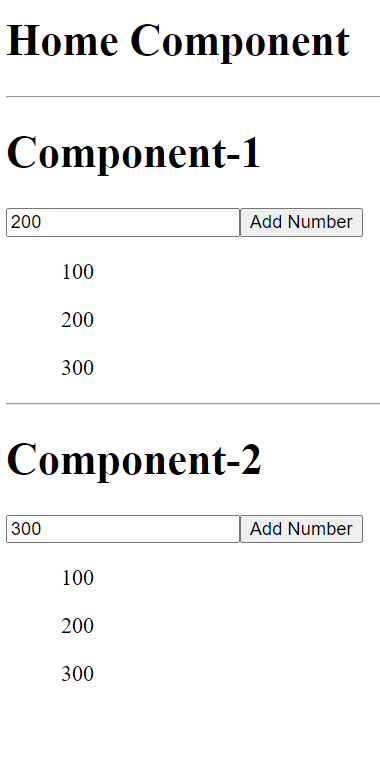 Home Component
Component-1
200 Add Number
100
200
300
Component-2
300 Add Number
100
200
300